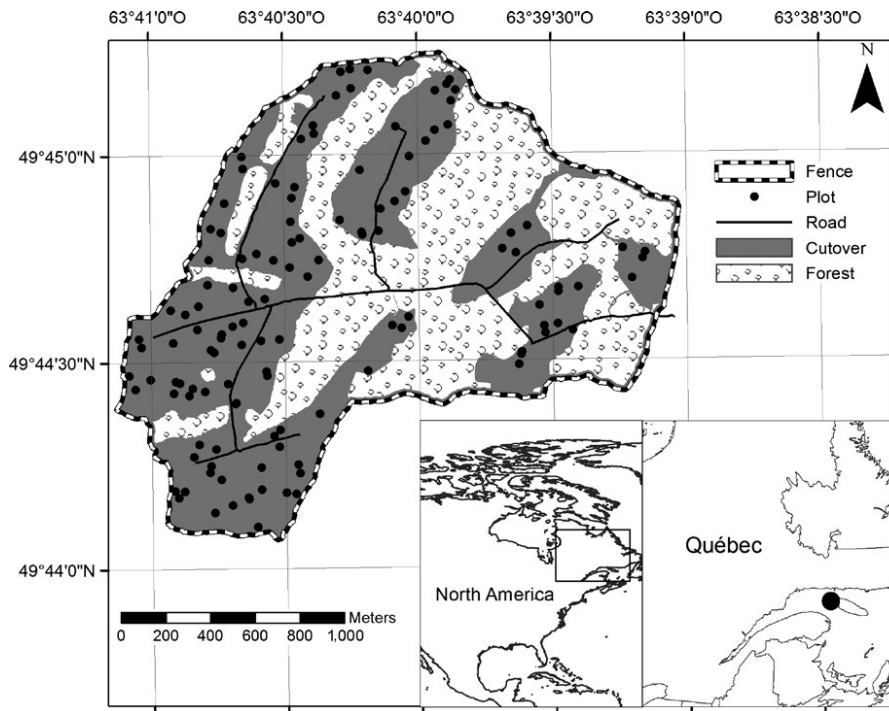 63°41'0"W 63°40'30"W 63°40'0"W 63°39'30"W 63°39'0"W 63°38'30"W
N
49°45'0"N
Fence
Plot
Road
Cutover
Forest
49°44'30"N
49°44'0"N
Meters
0 200 400 600 800 1,000
North America
Québec